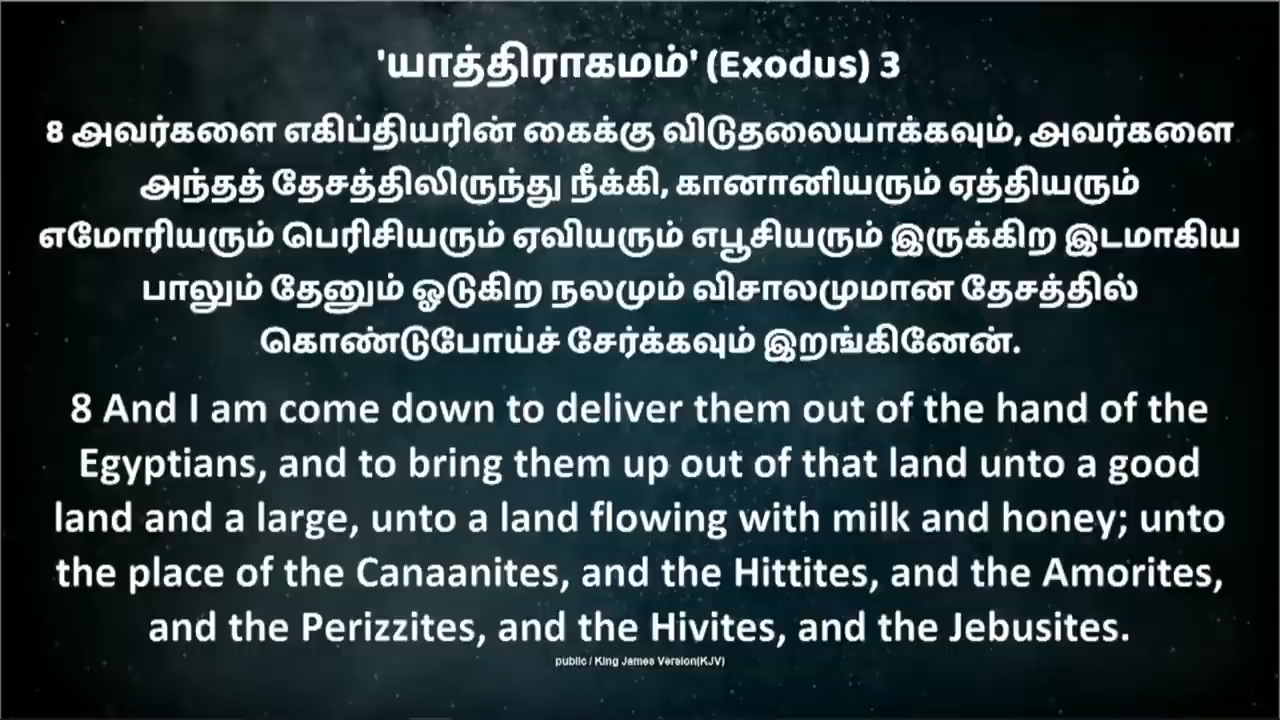 'யாத்திராகமம்' (Exodus) 3
8 அவர்களை எகிப்தியரின் கைக்கு விடுதலையாக்கவும், அவர்களை
அந்தத் தேசத்திலிருந்து நீக்கி, கானானியரும் ஏத்தியரும்
எமோரியரும் பெரிசியரும் ஏவியரும் எபூசியரும் இருக்கிற இடமாகிய
பாலும் தேனும் ஓடுகிற நலமும் விசாலமுமான தேசத்தில்
கொண்டுபோய்ச் சேர்க்கவும் இறங்கினேன்.
8 And I am come down to deliver them out of the hand of the
Egyptians, and to bring them up out of that land unto a good
land and a large, unto a land flowing with milk and honey; unto
the place of the Canaanites, and the Hittites, and the Amorites,
and the Perizzites, and the Hivites, and the Jebusites.
public / King James Version(KJV)